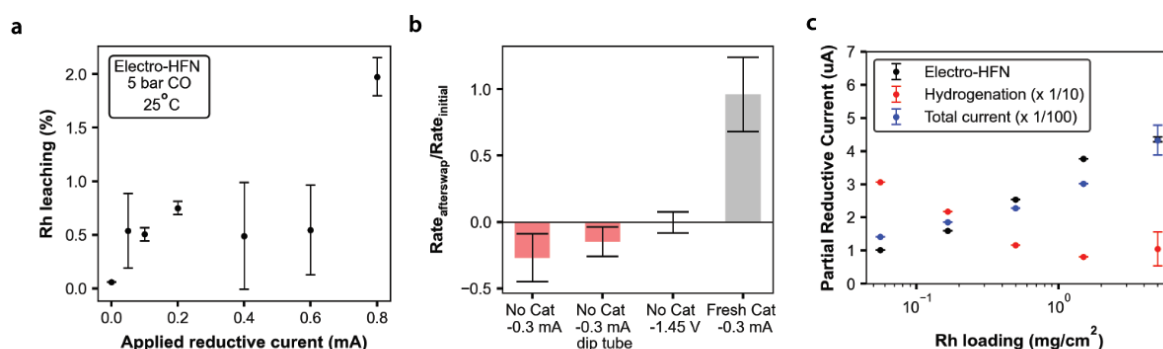 a
Rh leaching (%)
2.0
1.5
1.0
0.5
0.0
Electro-HFN
5 bar CO
25°C
0.0 0.2 0.4 0.6 0.8
Applied reductive curent (mA)
b
Rate_afterswap/Rate_initial
1.0
0.5
0.0
−0.5
No Cat No Cat No Cat Fresh Cat
-0.3 mA -0.3 mA -1.45 V -0.3 mA
dip tube
c
Partial Reductive Current (uA)
7
6
5
4
3
2
1
0
Electro-HFN
Hydrogenation (x 1/10)
Total current (x 1/100)
10⁻¹ 10⁰
Rh loading (mg/cm²)